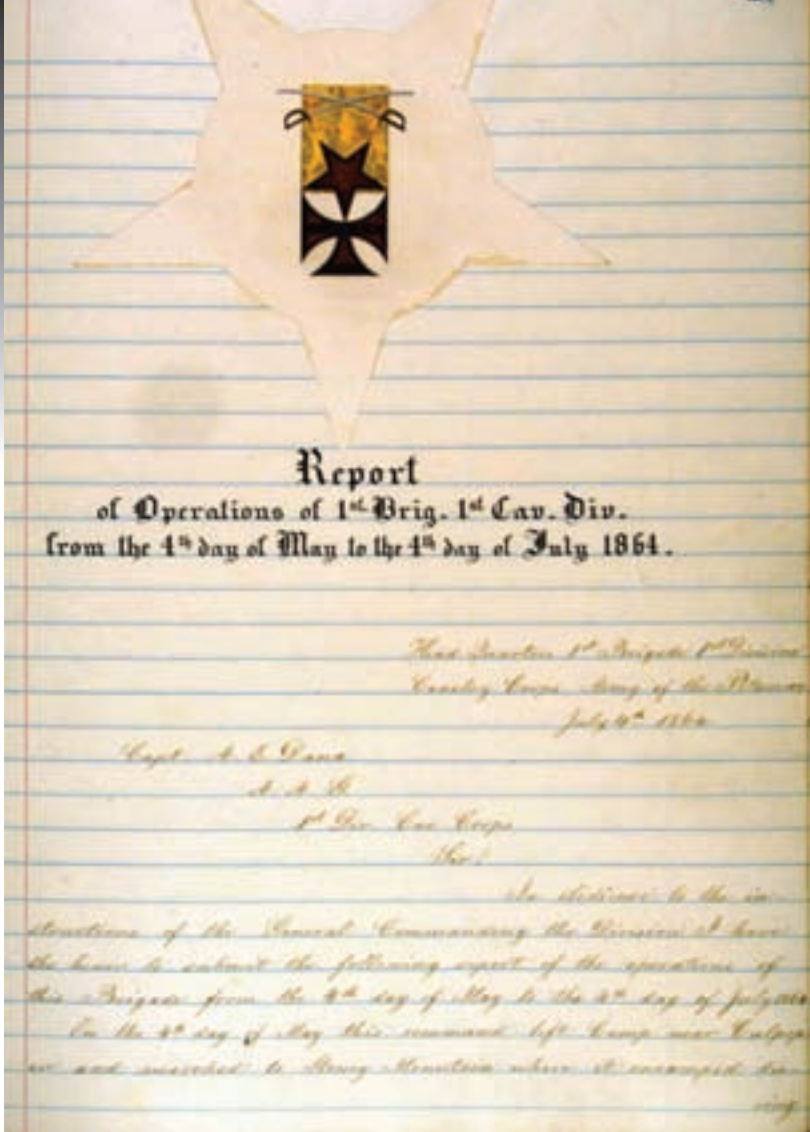 Report
of Operations of 1st Brig. 1st Cav. Div.
from the 4th day of May to the 4th day of July 1864.
Head Quarters 1st Brigade 1st Division
Cavalry Corps Army of the Potomac
July 4th 1864
Capt. A. E. Dana
A. A. G
1st Div. Cav Corps
Sir!
In obedience to the in-
structions of the General Commanding the Division I have
the honor to submit the following report of the operations of
this Brigade from the 4th day of May to the 4th day of July 1864
On the 4th day of May this command left Camp near Culpep-
er and marched to Stony Mountain where it encamped du-
ring